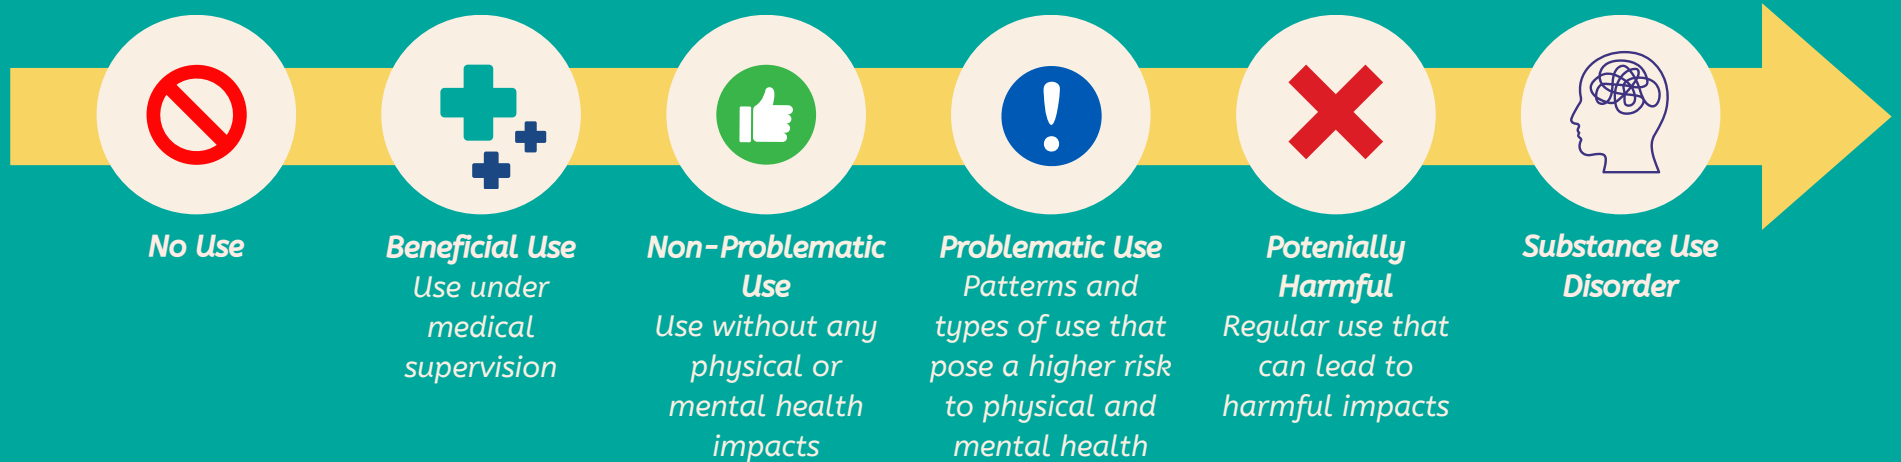 No Use
Beneficial Use
Use under
medical
supervision
Non-Problematic
Use
Use without any
physical or
mental health
impacts
Problematic Use
Patterns and
types of use that
pose a higher risk
to physical and
mental health
Potenially
Harmful
Regular use that
can lead to
harmful impacts
Substance Use
Disorder